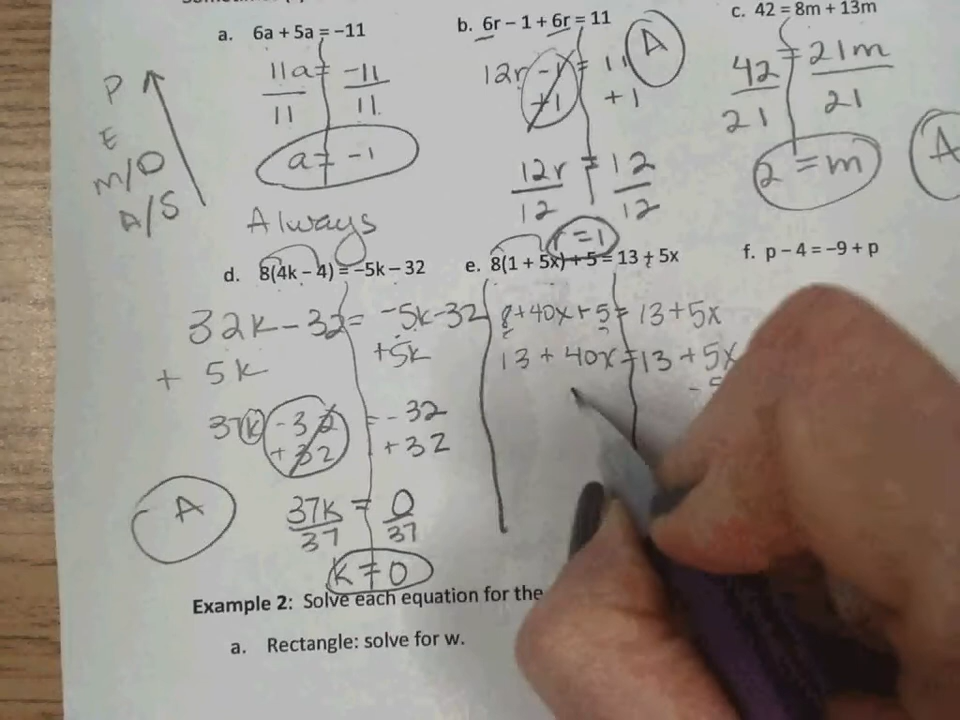 a. 6a + 5a = -11
11a = -11
11 11
a = -1
Always
b. 6r - 1 + 6r = 11
12r - 1 = 11
+1 +1
12r = 12
12 12
r = 1
A
c. 42 = 8m + 13m
42 = 21m
21 21
2 = m
A
P
E
M/D
A/S
d. 8(4k - 4) = -5k - 32
32k - 32 = -5k - 32
+ 5k +5k
37k - 32 = -32
+ 32 + 32
37k = 0
37 37
k = 0
A
e. 8(1 + 5x) + 5 = 13 + 5x
8 + 40x + 5 = 13 + 5x
13 + 40x = 13 + 5x
f. p - 4 = -9 + p
Example 2: Solve each equation for the
a. Rectangle: solve for w.